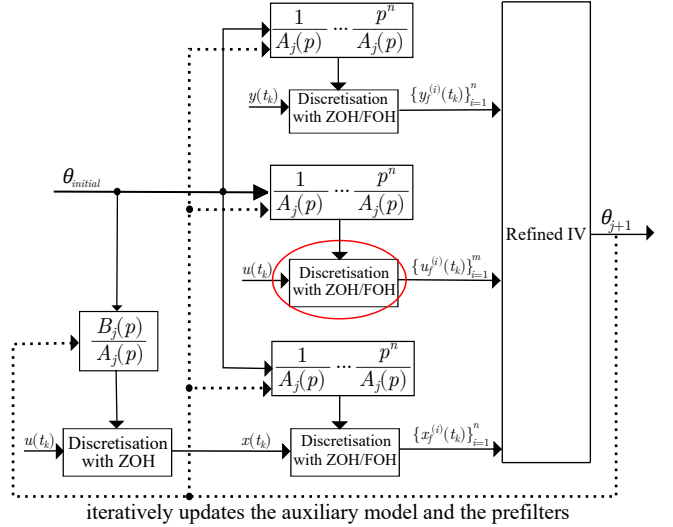 1/A_j(p) ... p^n/A_j(p)
y(t_k)
Discretisation
with ZOH/FOH
{y_f^{(i)}(t_k)}_{i=1}^n
θ_{initial}
1/A_j(p) ... p^n/A_j(p)
u(t_k)
Discretisation
with ZOH/FOH
{u_f^{(i)}(t_k)}_{i=1}^m
Refined IV
θ_{j+1}
B_j(p)/A_j(p)
1/A_j(p) ... p^n/A_j(p)
u(t_k)
Discretisation
with ZOH
x(t_k)
Discretisation
with ZOH/FOH
{x_f^{(i)}(t_k)}_{i=1}^n
iteratively updates the auxiliary model and the prefilters